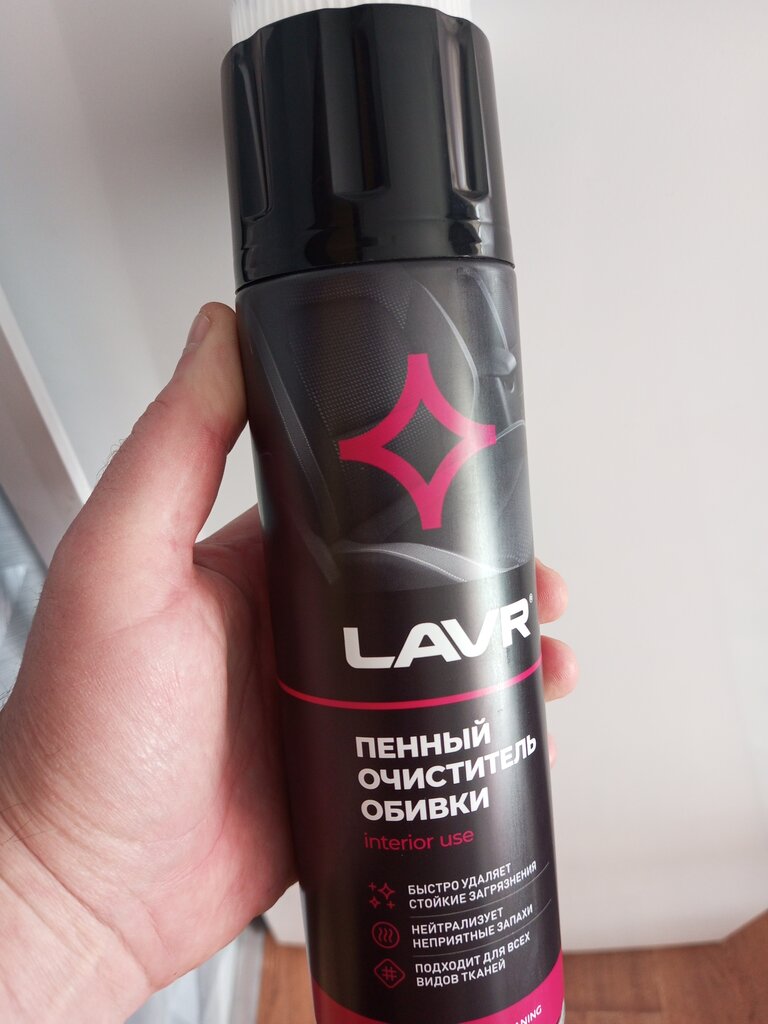 LAVR®
ПЕННЫЙ
ОЧИСТИТЕЛЬ
ОБИВКИ
interior use
БЫСТРО УДАЛЯЕТ
СТОЙКИЕ ЗАГРЯЗНЕНИЯ
НЕЙТРАЛИЗУЕТ
НЕПРИЯТНЫЕ ЗАПАХИ
ПОДХОДИТ ДЛЯ ВСЕХ
ВИДОВ ТКАНЕЙ